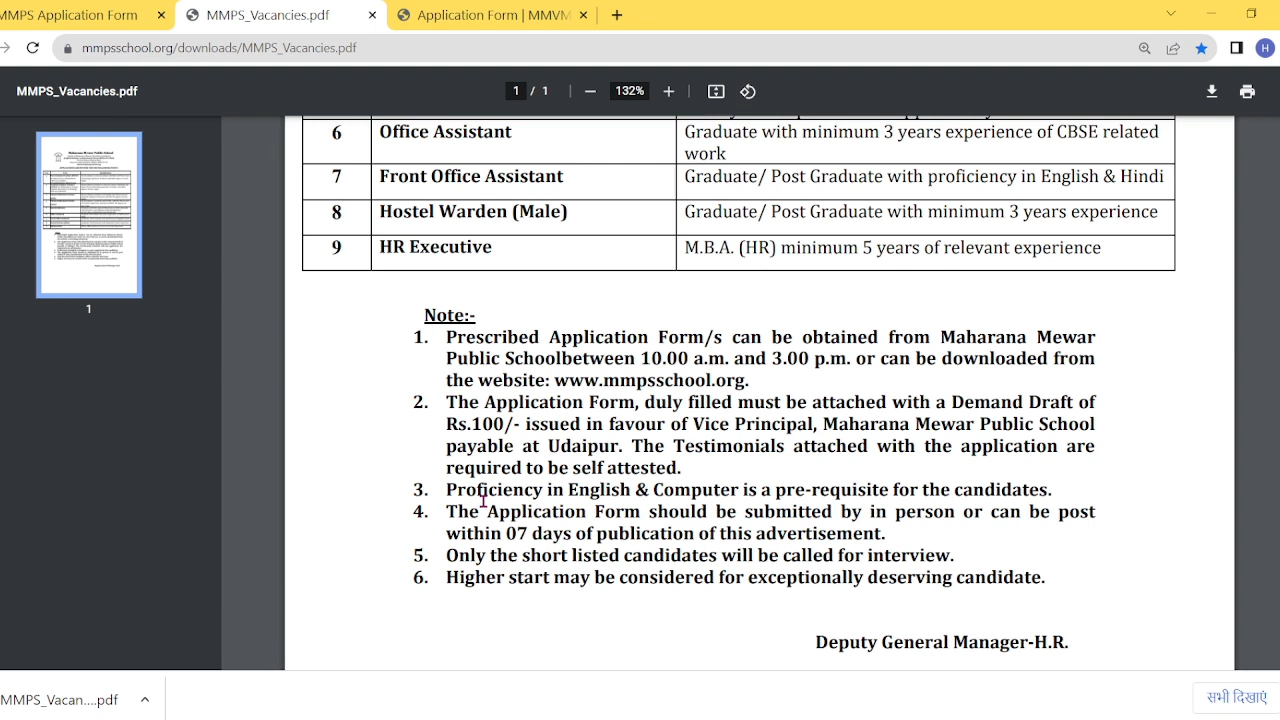 MMPS Application Form
MMPS_Vacancies.pdf
Application Form | MMVM
mmpsschool.org/downloads/MMPS_Vacancies.pdf
H
MMPS_Vacancies.pdf
1 / 1
132%
6 Office Assistant Graduate with minimum 3 years experience of CBSE related
work
7 Front Office Assistant Graduate/ Post Graduate with proficiency in English & Hindi
8 Hostel Warden (Male) Graduate/ Post Graduate with minimum 3 years experience
9 HR Executive M.B.A. (HR) minimum 5 years of relevant experience
1
Note:-
1. Prescribed Application Form/s can be obtained from Maharana Mewar
Public Schoolbetween 10.00 a.m. and 3.00 p.m. or can be downloaded from
the website: www.mmpsschool.org.
2. The Application Form, duly filled must be attached with a Demand Draft of
Rs.100/- issued in favour of Vice Principal, Maharana Mewar Public School
payable at Udaipur. The Testimonials attached with the application are
required to be self attested.
3. Proficiency in English & Computer is a pre-requisite for the candidates.
4. The Application Form should be submitted by in person or can be post
within 07 days of publication of this advertisement.
5. Only the short listed candidates will be called for interview.
6. Higher start may be considered for exceptionally deserving candidate.
Deputy General Manager-H.R.
MMPS_Vacan....pdf
सभी दिखाएं